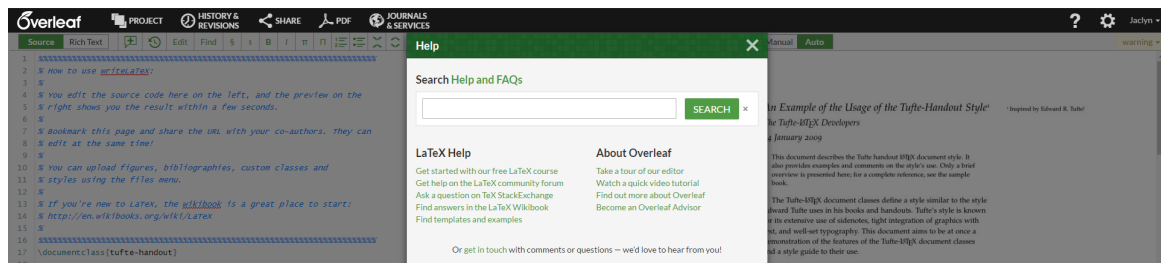 Overleaf PROJECT HISTORY & REVISIONS SHARE PDF JOURNALS & SERVICES ? Jaclyn
Source Rich Text Edit Find § s B I π Π
Manual Auto warning
1 %%%%%%%%%%%%%%%%%%%%%%%%%%%%%%%%%%%%%%%%%%%%%%%%%%%%%%%%%%%%
2 % How to use writeLaTeX:
3 %
4 % You edit the source code here on the left, and the preview on the
5 % right shows you the result within a few seconds.
6 %
7 % Bookmark this page and share the URL with your co-authors. They can
8 % edit at the same time!
9 %
10 % You can upload figures, bibliographies, custom classes and
11 % styles using the files menu.
12 %
13 % If you're new to LaTeX, the wikibook is a great place to start:
14 % http://en.wikibooks.org/wiki/LaTeX
15 %
16 %%%%%%%%%%%%%%%%%%%%%%%%%%%%%%%%%%%%%%%%%%%%%%%%%%%%%%%%%%%%
17 \documentclass{tufte-handout}
Help ×
Search Help and FAQs
SEARCH ×
LaTeX Help
Get started with our free LaTeX course
Get help on the LaTeX community forum
Ask a question on TeX StackExchange
Find answers in the LaTeX Wikibook
Find templates and examples
About Overleaf
Take a tour of our editor
Watch a quick video tutorial
Find out more about Overleaf
Become an Overleaf Advisor
Or get in touch with comments or questions — we'd love to hear from you!
An Example of the Usage of the Tufte-Handout Style¹
¹ Inspired by Edward R. Tufte!
The Tufte-LaTeX Developers
January 2009
This document describes the Tufte handout LaTeX document style. It
also provides examples and comments on the style's use. Only a brief
overview is presented here; for a complete reference, see the sample
book.
The Tufte-LaTeX document classes define a style similar to the style
Edward Tufte uses in his books and handouts. Tufte's style is known
for its extensive use of sidenotes, tight integration of graphics with
text, and well-set typography. This document aims to be at once a
demonstration of the features of the Tufte-LaTeX document classes
and a style guide to their use.